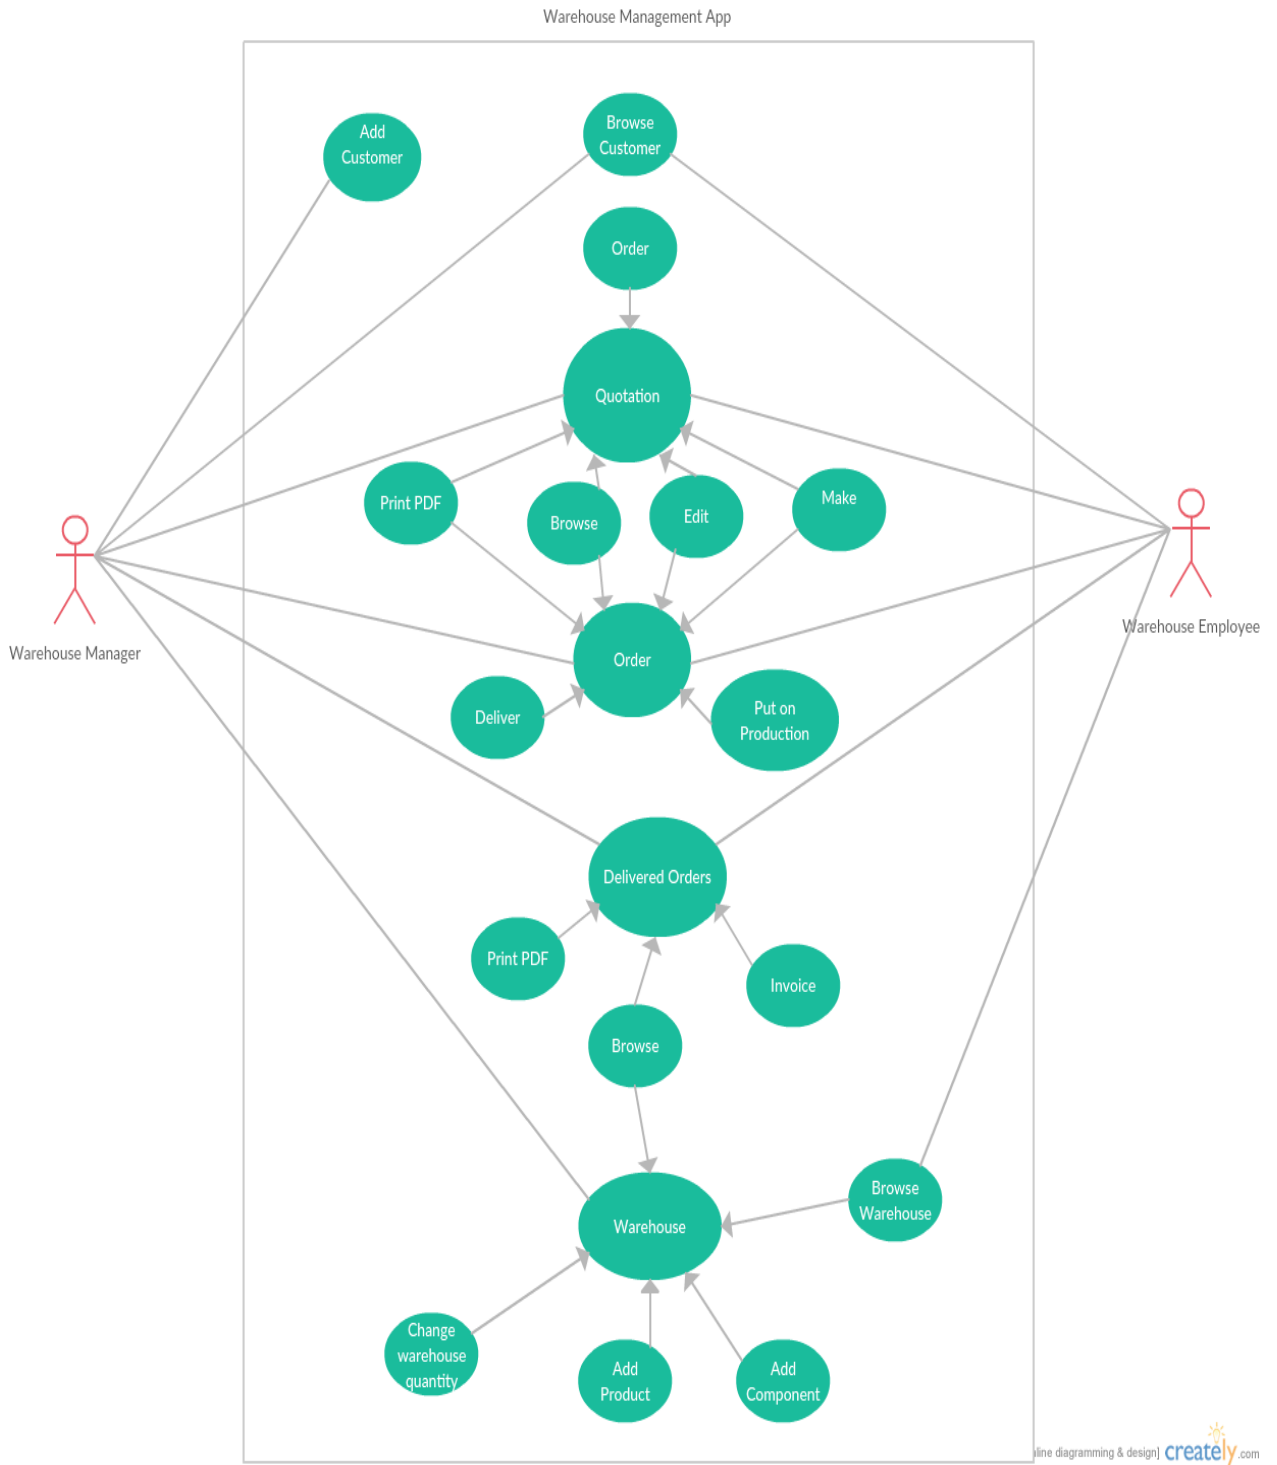 Warehouse Management App
Add
Customer
Browse
Customer
Order
Quotation
Print PDF
Browse
Edit
Make
Warehouse Manager
Warehouse Employee
Order
Deliver
Put on
Production
Delivered Orders
Print PDF
Invoice
Browse
Browse
Warehouse
Warehouse
Change
warehouse
quantity
Add
Product
Add
Component
diagramming & design]
creately.com